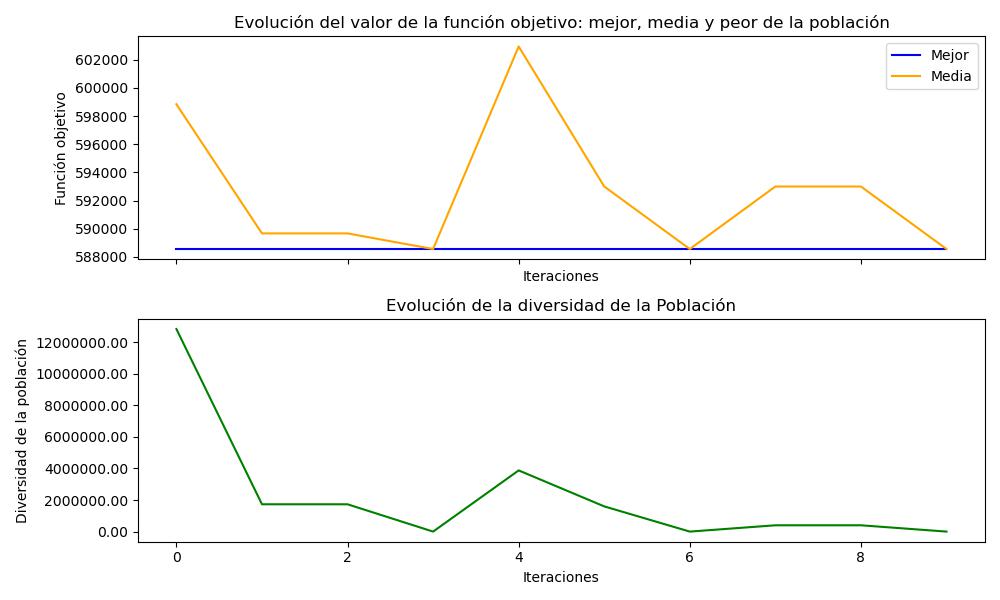 Evolución del valor de la función objetivo: mejor, media y peor de la población
Función objetivo
602000
600000
598000
596000
594000
592000
590000
588000
Mejor
Media
Iteraciones
Evolución de la diversidad de la Población
Diversidad de la población
12000000.00
10000000.00
8000000.00
6000000.00
4000000.00
2000000.00
0.00
0 2 4 6 8
Iteraciones